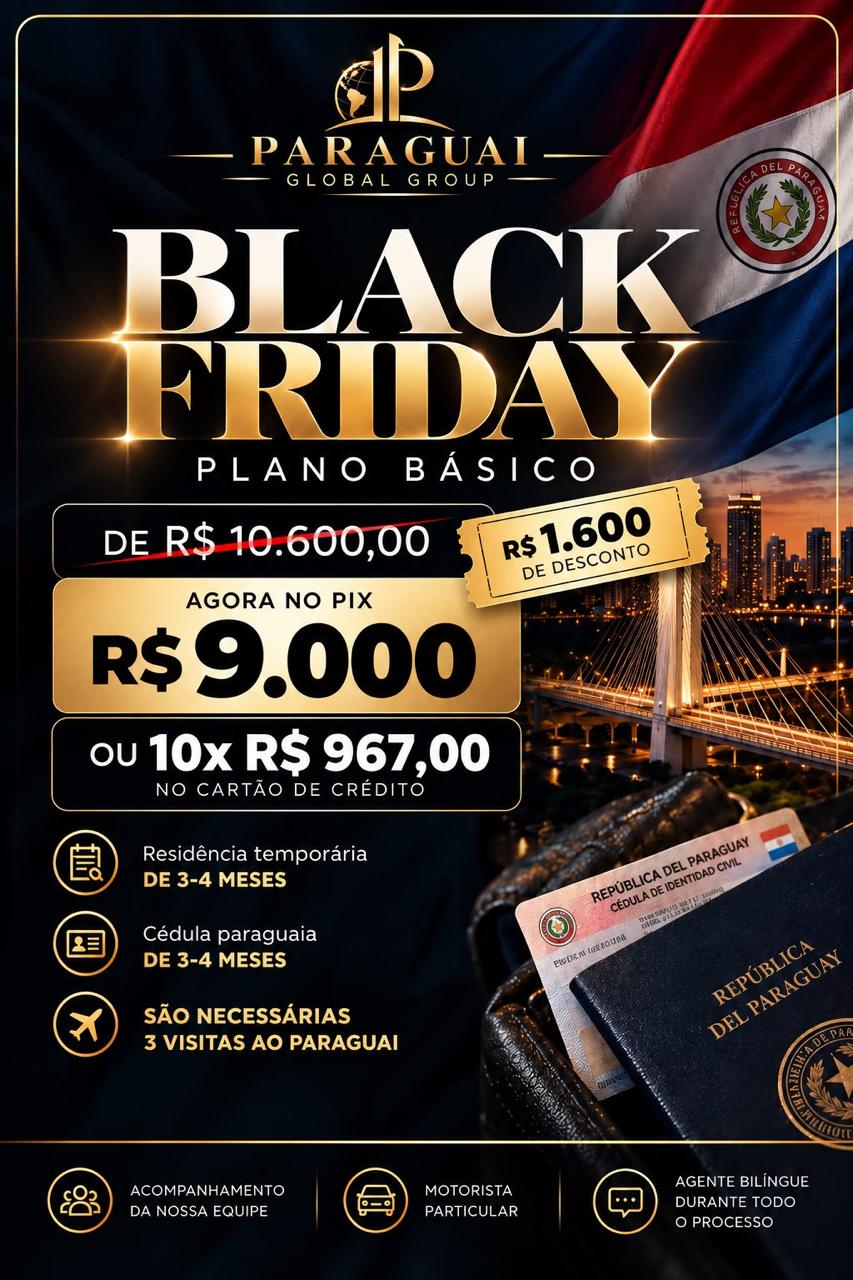 PARAGUAI
GLOBAL GROUP
REPÚBLICA DEL PARAGUAY
BLACK
FRIDAY
PLANO BÁSICO
DE R$ 10.600,00
R$ 1.600
DE DESCONTO
AGORA NO PIX
R$ 9.000
OU 10x R$ 967,00
NO CARTÃO DE CRÉDITO
Residência temporária
DE 3-4 MESES
Cédula paraguaia
DE 3-4 MESES
SÃO NECESSÁRIAS
3 VISITAS AO PARAGUAI
REPÚBLICA DEL PARAGUAY
CÉDULA DE IDENTIDAD CIVIL
REPÚBLICA
DEL PARAGUAY
ACOMPANHAMENTO
DA NOSSA EQUIPE
MOTORISTA
PARTICULAR
AGENTE BILÍNGUE
DURANTE TODO
O PROCESSO